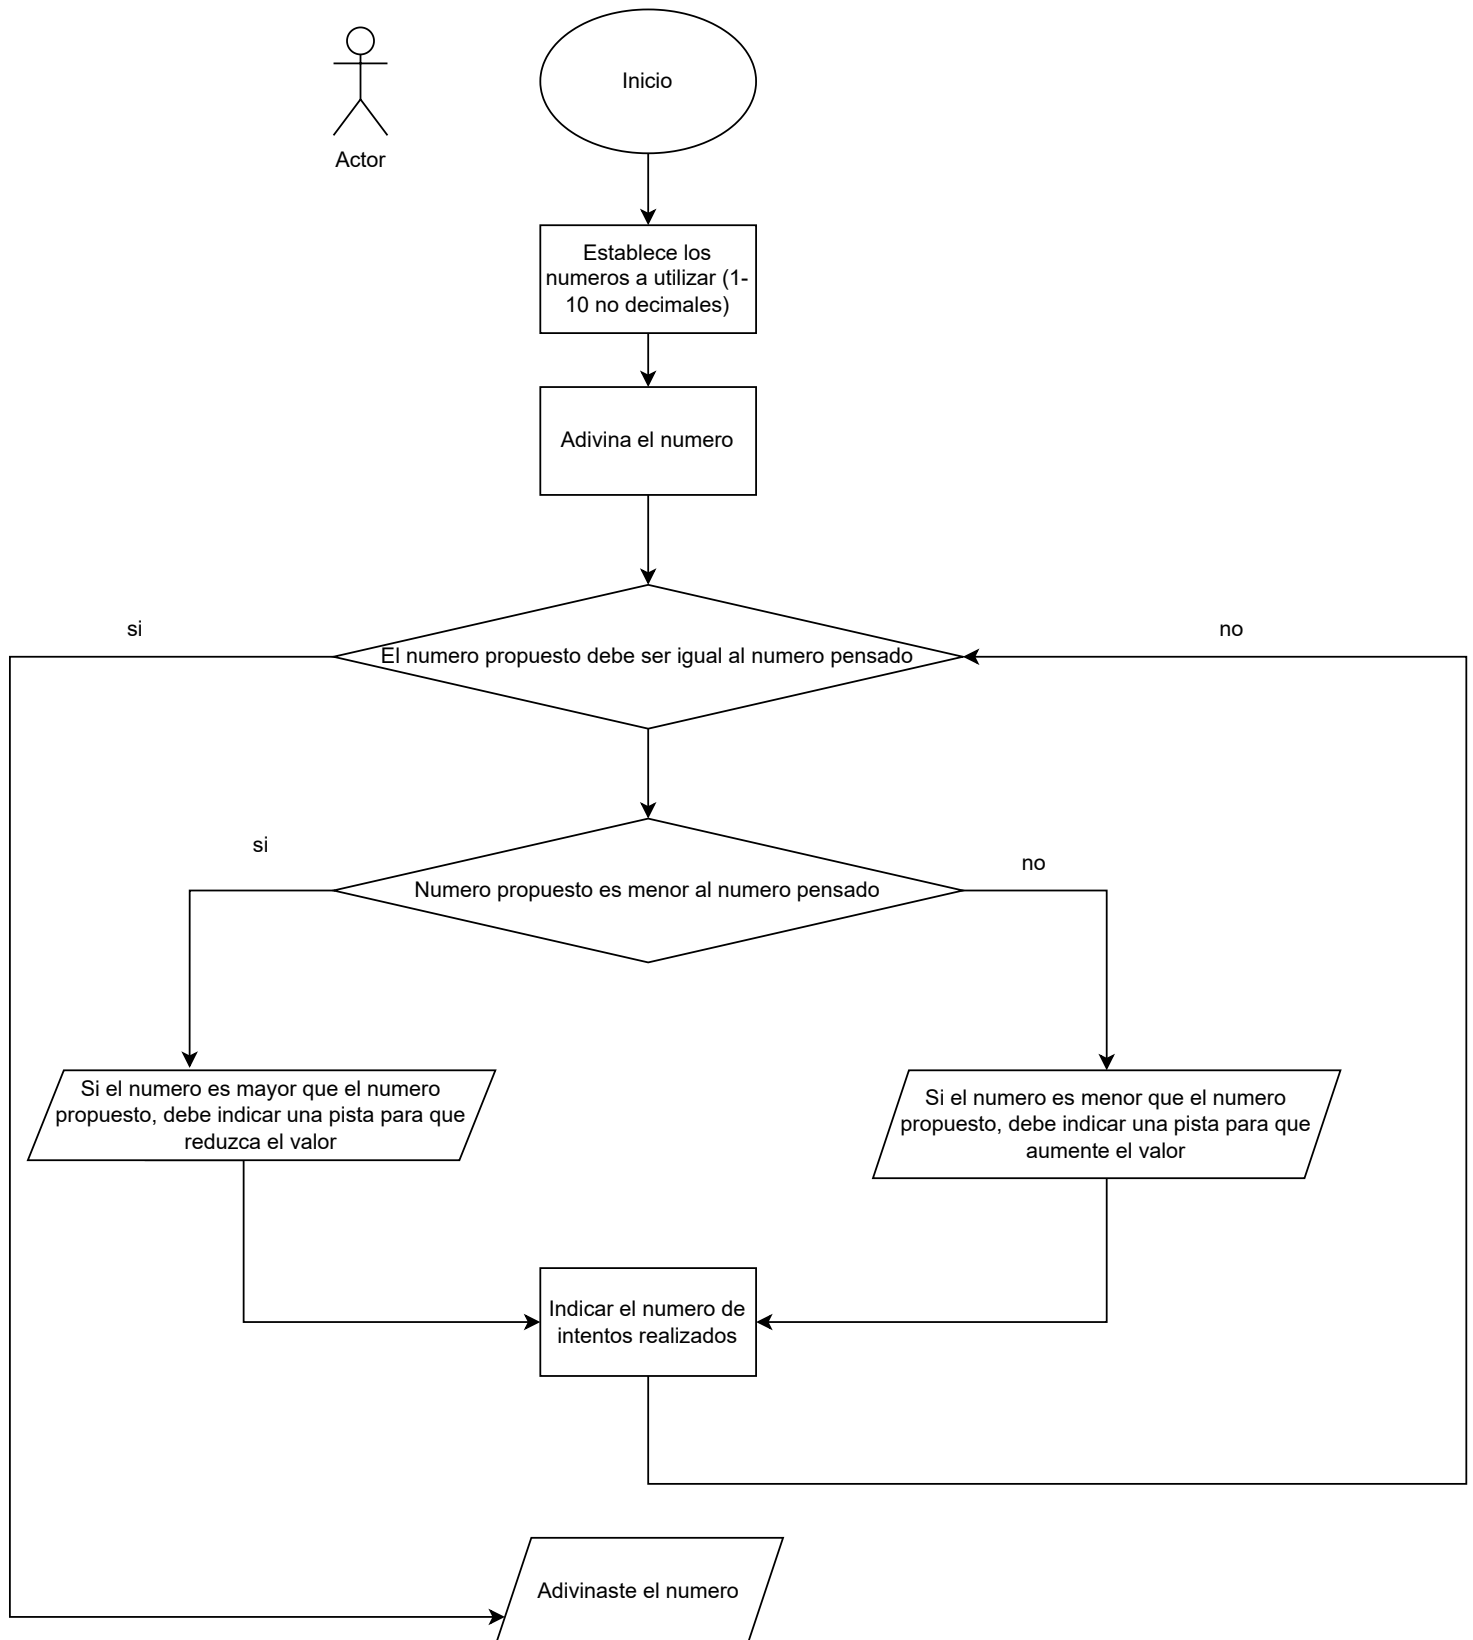 Inicio
Actor
Establece los
numeros a utilizar (1-
10 no decimales)
Adivina el numero
si
no
El numero propuesto debe ser igual al numero pensado
si
no
Numero propuesto es menor al numero pensado
Si el numero es mayor que el numero
propuesto, debe indicar una pista para que
reduzca el valor
Si el numero es menor que el numero
propuesto, debe indicar una pista para que
aumente el valor
Indicar el numero de
intentos realizados
Adivinaste el numero